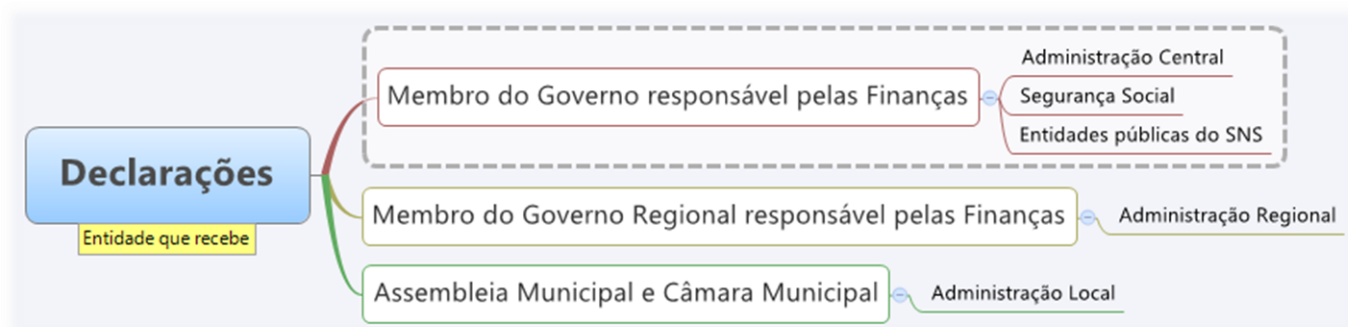 Declarações
Entidade que recebe
Membro do Governo responsável pelas Finanças
Administração Central
Segurança Social
Entidades públicas do SNS
Membro do Governo Regional responsável pelas Finanças
Administração Regional
Assembleia Municipal e Câmara Municipal
Administração Local